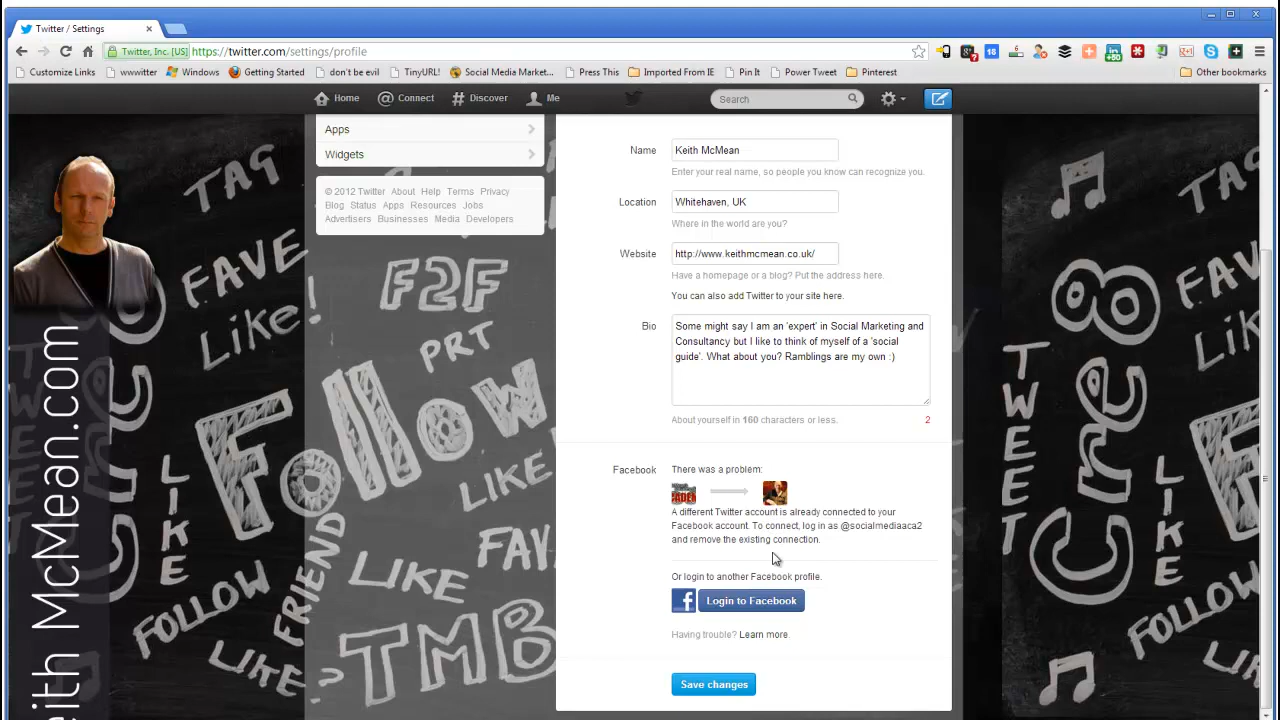 Twitter / Settings
Twitter, Inc. [US] https://twitter.com/settings/profile
Customize Links wwwitter Windows Getting Started don't be evil TinyURL! Social Media Market... Press This Imported From IE Pin It Power Tweet Pinterest Other bookmarks
Home Connect Discover Me Search
Apps
Widgets
© 2012 Twitter About Help Terms Privacy
Blog Status Apps Resources Jobs
Advertisers Businesses Media Developers
Name Keith McMean
Enter your real name, so people you know can recognize you.
Location Whitehaven, UK
Where in the world are you?
Website http://www.keithmcmean.co.uk/
Have a homepage or a blog? Put the address here.
You can also add Twitter to your site here.
Bio Some might say I am an 'expert' in Social Marketing and
Consultancy but I like to think of myself of a 'social
guide'. What about you? Ramblings are my own :)
About yourself in 160 characters or less. 2
Facebook There was a problem:
A different Twitter account is already connected to your
Facebook account. To connect, log in as @socialmediaaca2
and remove the existing connection.
Or login to another Facebook profile.
Login to Facebook
Having trouble? Learn more.
Save changes
eith McMean.com
TAG
FAVE
Like!
F2F
PRT
Follow
LIKE
FOLLOW
FRIEND
LIKE
LIKE
FAV
LIKE?
TMB
TWEET
Cre8
LIKE
FOLLOW
TAG
FAV